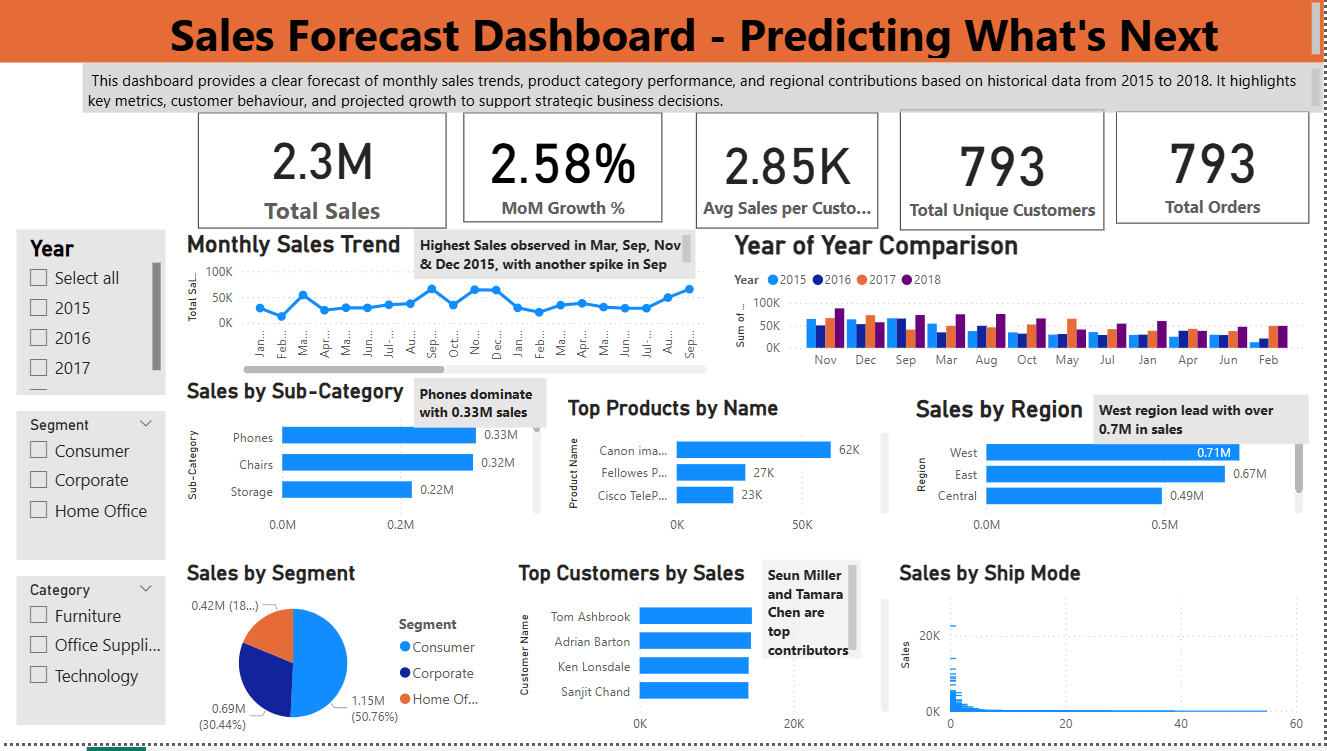 Sales Forecast Dashboard - Predicting What's Next
This dashboard provides a clear forecast of monthly sales trends, product category performance, and regional contributions based on historical data from 2015 to 2018. It highlights
key metrics, customer behaviour, and projected growth to support strategic business decisions.
2.3M
Total Sales
2.58%
MoM Growth %
2.85K
Avg Sales per Custo...
793
Total Unique Customers
793
Total Orders
Year
Select all
2015
2016
2017
Segment
Consumer
Corporate
Home Office
Category
Furniture
Office Suppli...
Technology
Monthly Sales Trend
Highest Sales observed in Mar, Sep, Nov
& Dec 2015, with another spike in Sep
Total Sal...
100K
50K
0K
Jan...
Feb...
Ma...
Apr...
Ma...
Jun...
Jul-...
Au...
Sep...
Oct...
No...
Dec...
Jan...
Feb...
Ma...
Apr...
Ma...
Jun...
Jul-...
Au...
Sep...
Year of Year Comparison
Year 2015 2016 2017 2018
Sum of...
100K
50K
0K
Nov Dec Sep Mar Aug Oct May Jul Jan Apr Jun Feb
Sales by Sub-Category
Phones dominate
with 0.33M sales
Sub-Category
Phones 0.33M
Chairs 0.32M
Storage 0.22M
0.0M 0.2M
Top Products by Name
Product Name
Canon ima... 62K
Fellowes P... 27K
Cisco TeleP... 23K
0K 50K
Sales by Region
West region lead with over
0.7M in sales
Region
West 0.71M
East 0.67M
Central 0.49M
0.0M 0.5M
Sales by Segment
0.42M (18...)
0.69M
(30.44%)
1.15M
(50.76%)
Segment
Consumer
Corporate
Home Of...
Top Customers by Sales
Seun Miller
and Tamara
Chen are
top
contributors
Customer Name
Tom Ashbrook
Adrian Barton
Ken Lonsdale
Sanjit Chand
0K 20K
Sales by Ship Mode
Sales
20K
0K
0 20 40 60